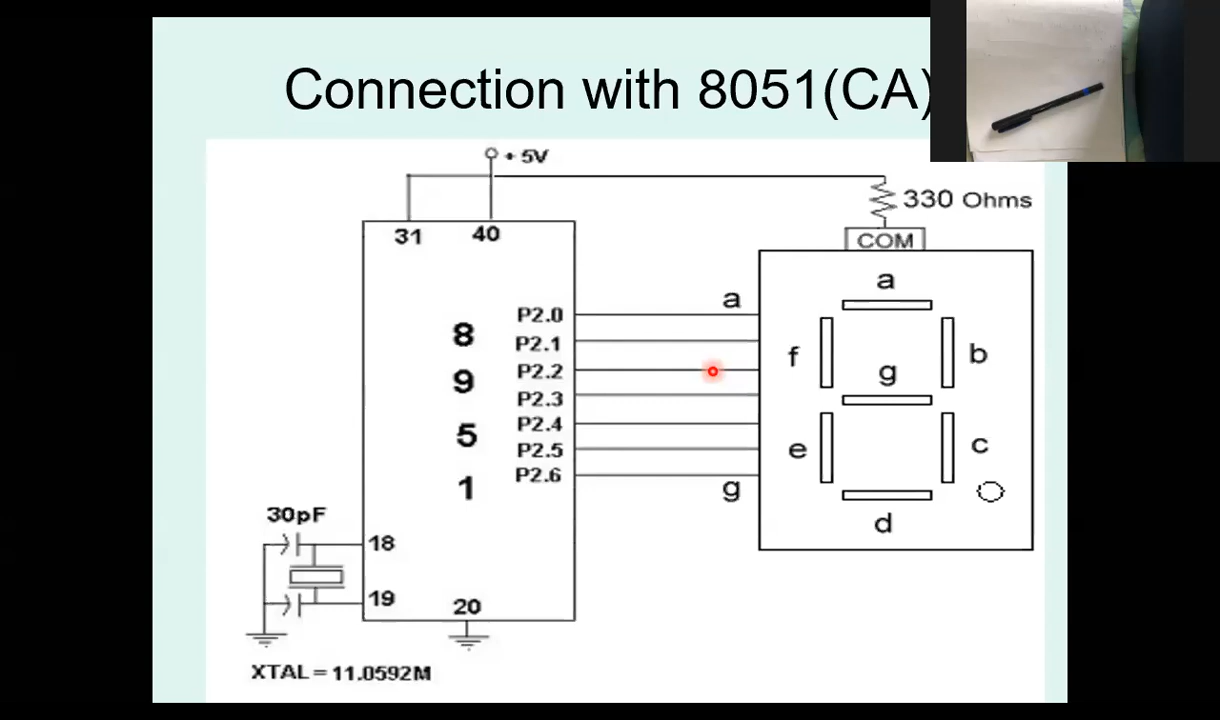 Connection with 8051(CA)
+ 5V
330 Ohms
31
40
COM
a
P2.0
a
P2.1
8
f
b
P2.2
g
9
P2.3
P2.4
5
e
c
P2.5
P2.6
1
g
d
30pF
18
19
20
XTAL = 11.0592M